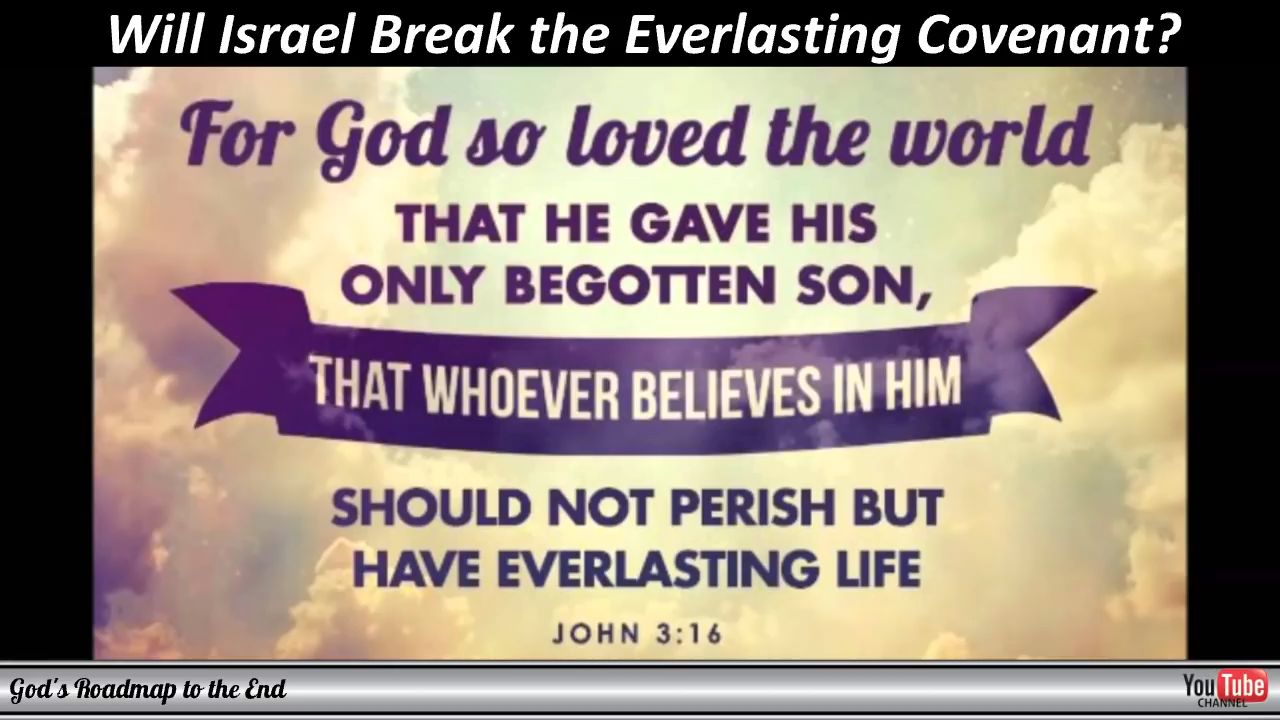 Will Israel Break the Everlasting Covenant?
For God so loved the world
THAT HE GAVE HIS
ONLY BEGOTTEN SON,
THAT WHOEVER BELIEVES IN HIM
SHOULD NOT PERISH BUT
HAVE EVERLASTING LIFE
JOHN 3:16
God's Roadmap to the End
YouTube
CHANNEL